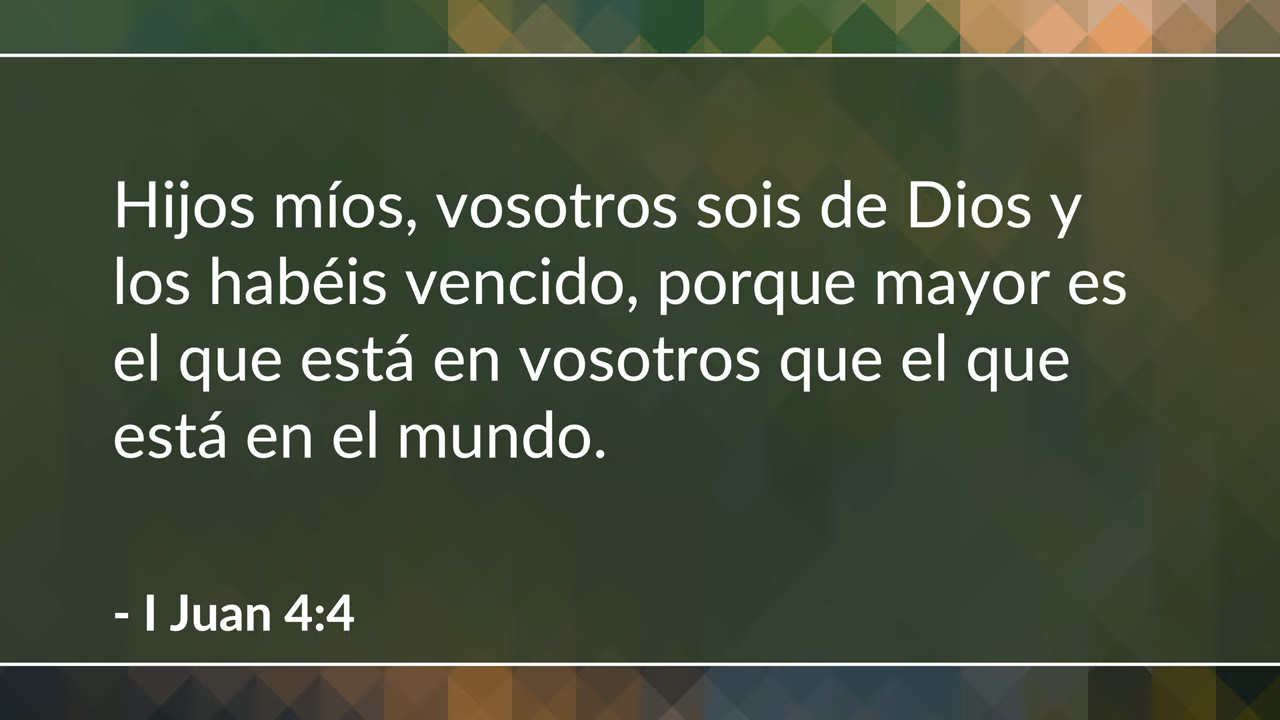 Hijos míos, vosotros sois de Dios y
los habéis vencido, porque mayor es
el que está en vosotros que el que
está en el mundo.
- I Juan 4:4